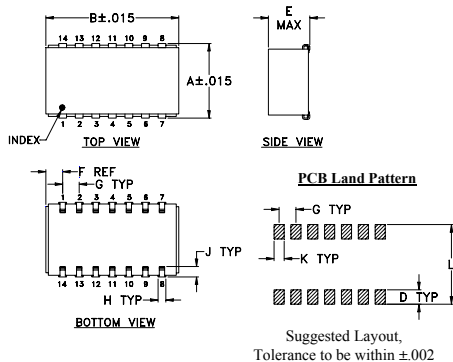 B±.015
14 13 12 11 10 9 8
A±.015
INDEX
1 2 3 4 5 6 7
TOP VIEW
E
MAX
SIDE VIEW
F REF
G TYP
1 2 3 4 5 6 7
J TYP
14 13 12 11 10 9 8
H TYP
BOTTOM VIEW
PCB Land Pattern
G TYP
K TYP
L
D TYP
Suggested Layout,
Tolerance to be within ±.002